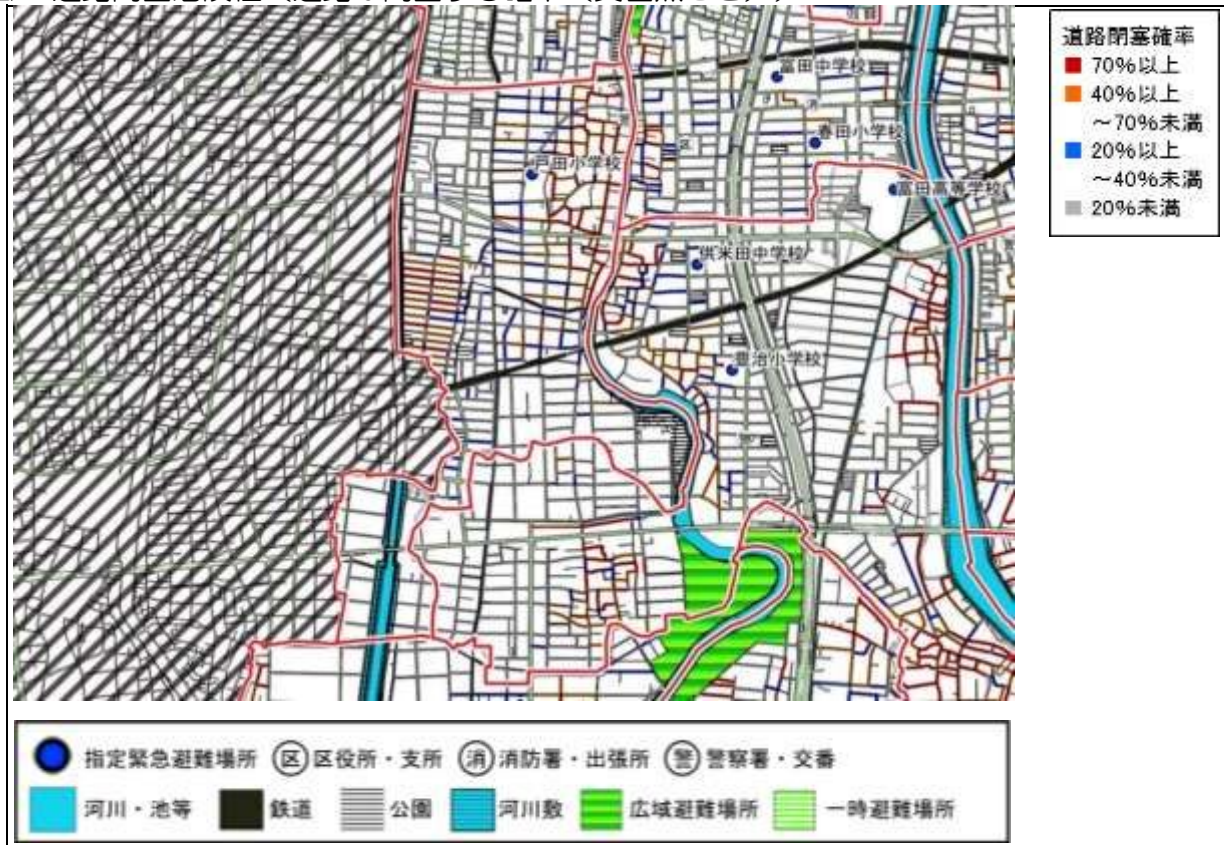 道路閉塞確率
70%以上
40%以上
～70%未満
20%以上
～40%未満
20%未満
富田中学校
春田小学校
戸田小学校
富田高等学校
供米田中学校
豊治小学校
指定緊急避難場所 区 区役所・支所 消 消防署・出張所 警 警察署・交番
河川・池等 鉄道 公園 河川敷 広域避難場所 一時避難場所